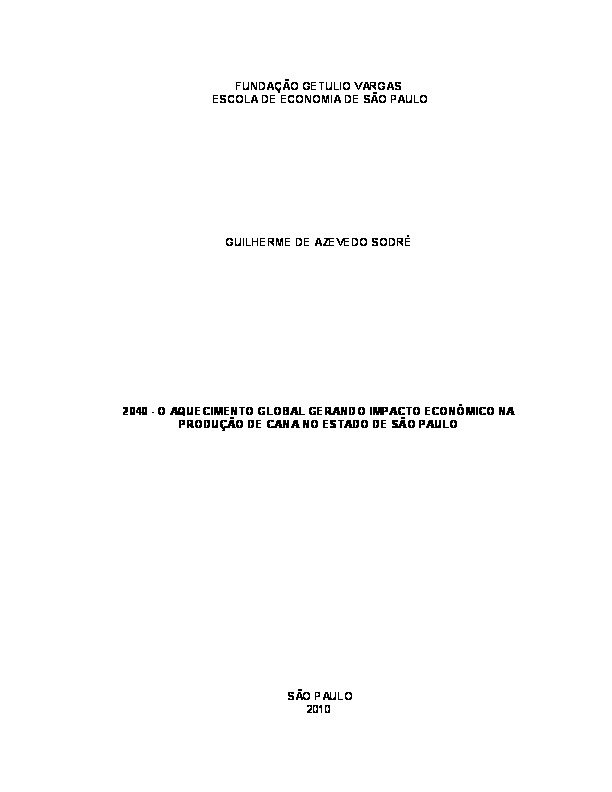 FUNDAÇÃO GETULIO VARGAS
ESCOLA DE ECONOMIA DE SÃO PAULO
GUILHERME DE AZEVEDO SODRÉ
2040 - O AQUECIMENTO GLOBAL GERANDO IMPACTO ECONÔMICO NA
PRODUÇÃO DE CANA NO ESTADO DE SÃO PAULO
SÃO PAULO
2010